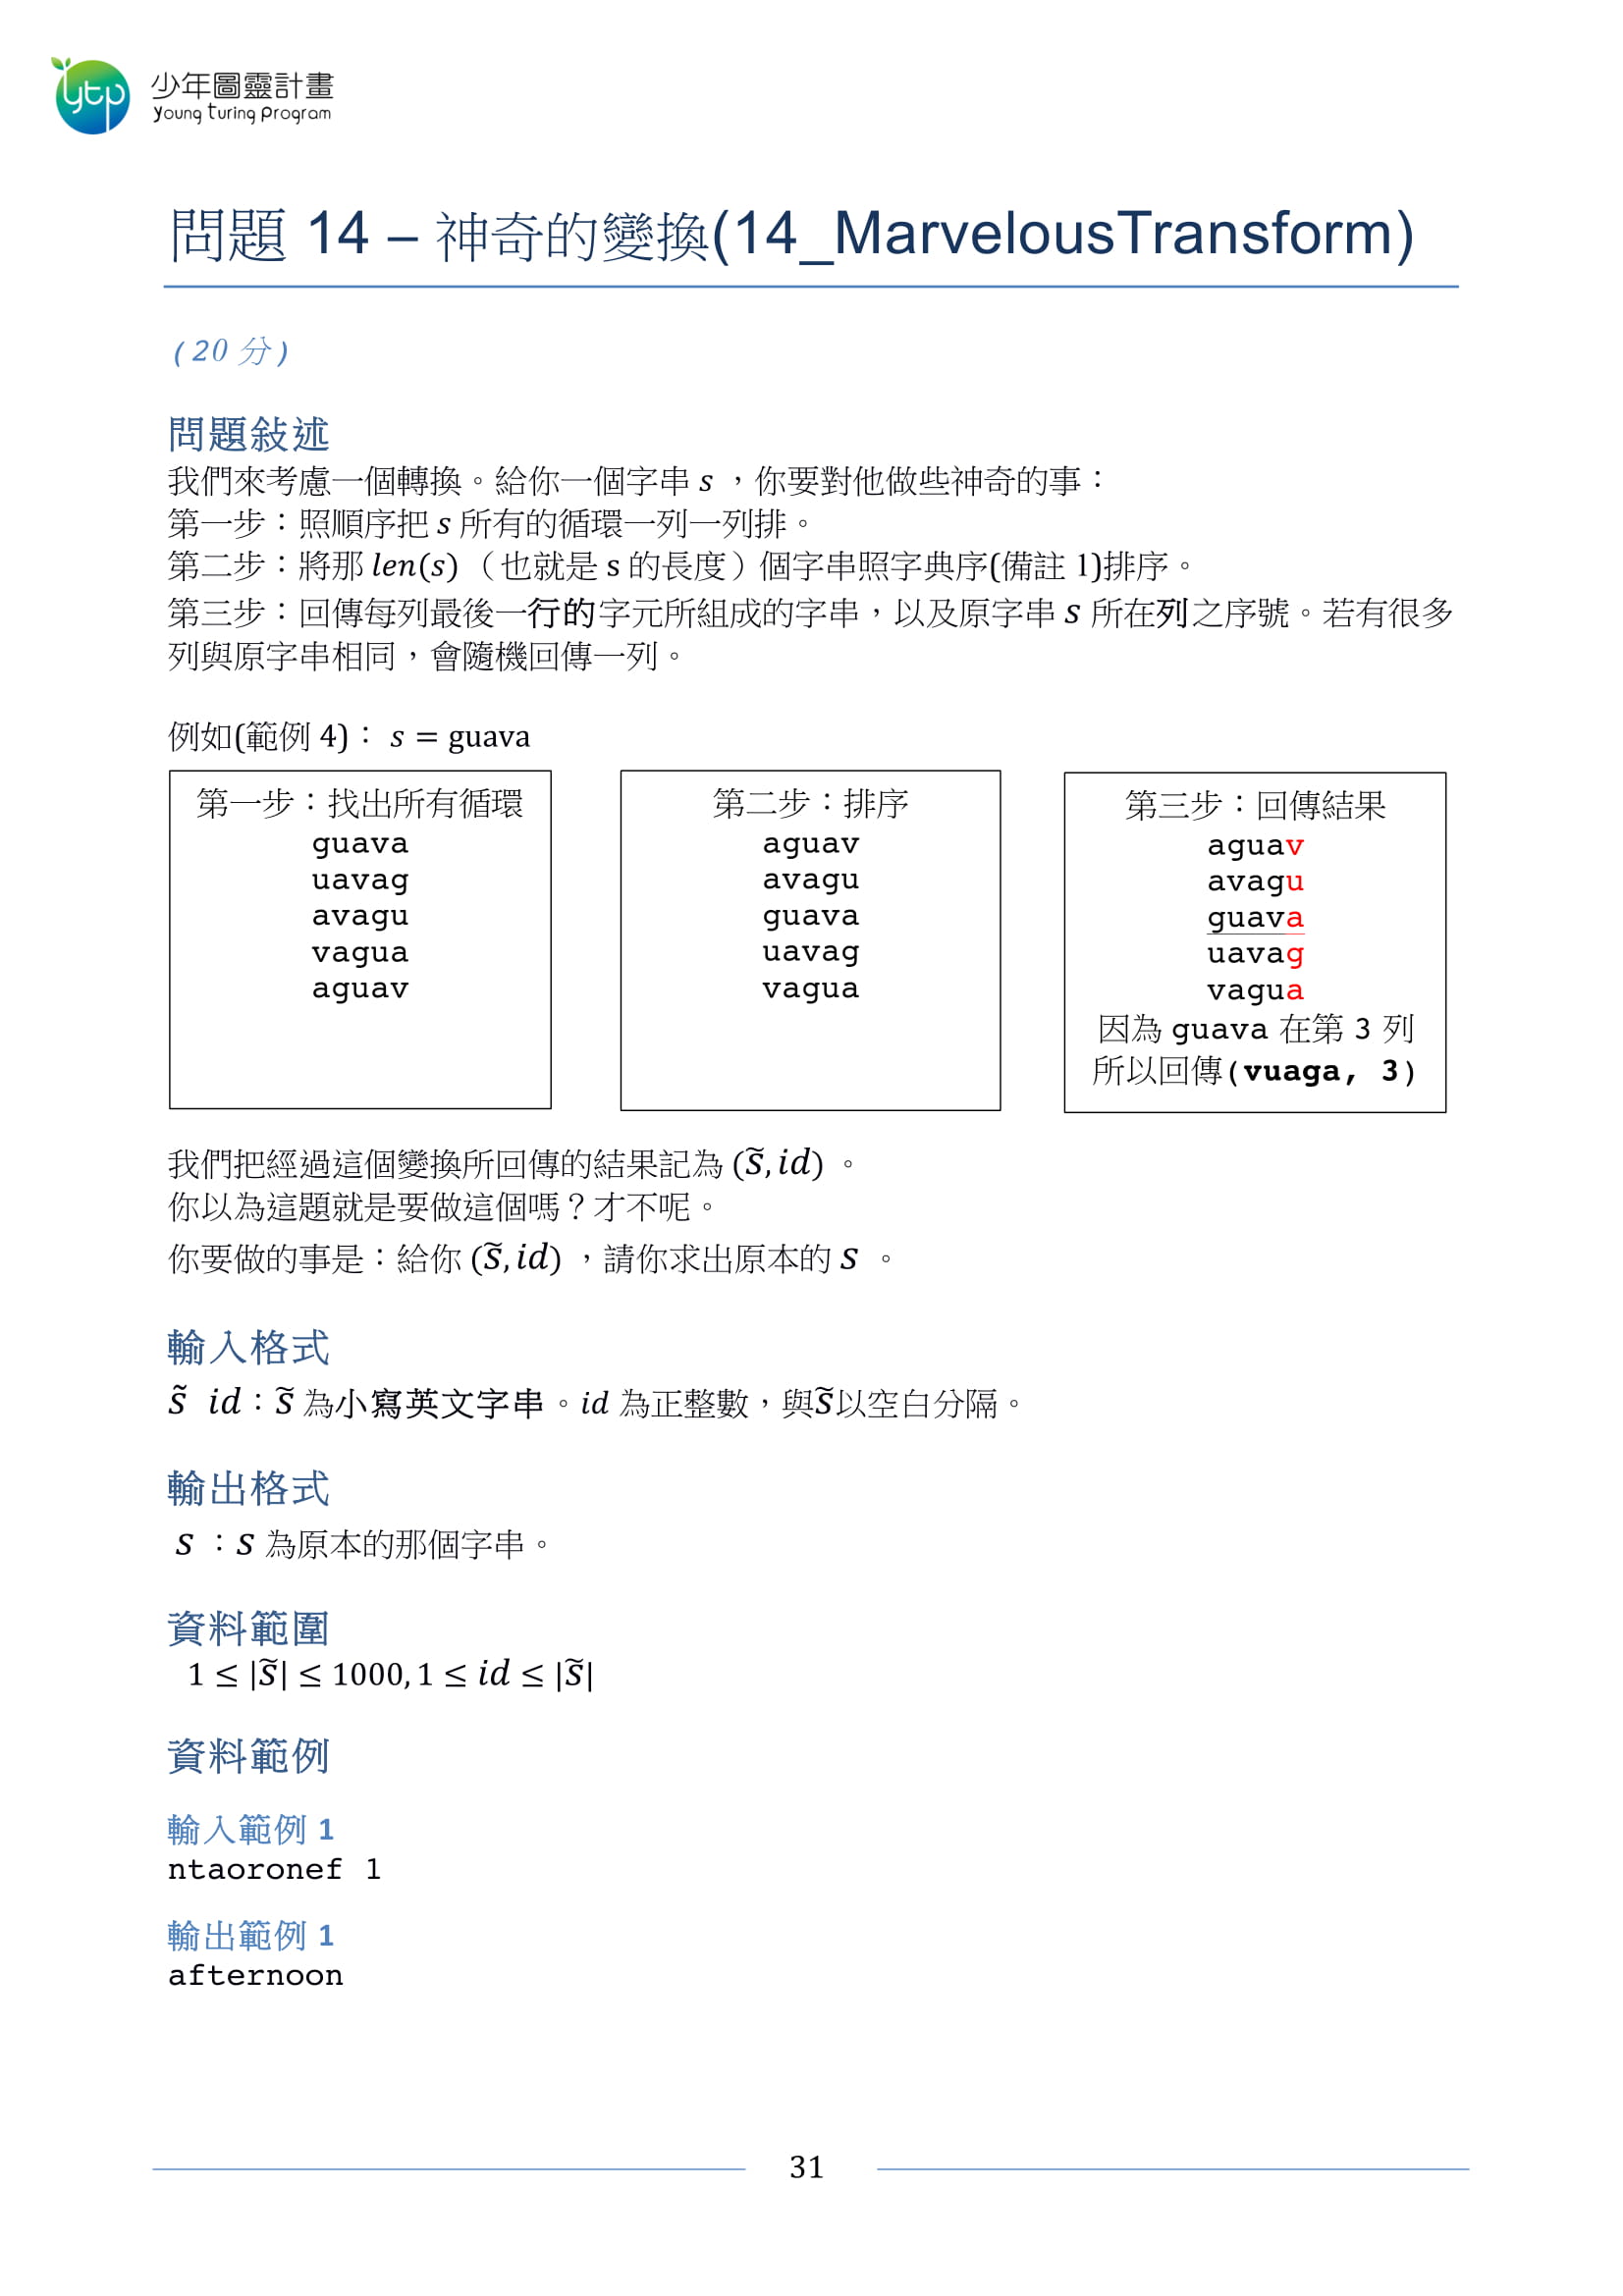 ytp 少年圖靈計畫
Young Turing Program
問題 14 – 神奇的變換(14_MarvelousTransform)
(20 分)
問題敍述
我們來考慮一個轉換。給你一個字串 s ，你要對他做些神奇的事：
第一步：照順序把 s 所有的循環一列一列排。
第二步：將那 len(s)（也就是 s 的長度）個字串照字典序(備註 1)排序。
第三步：回傳每列最後一行的字元所組成的字串，以及原字串 s 所在列之序號。若有很多
列與原字串相同，會隨機回傳一列。
例如(範例 4)： s = guava
第一步：找出所有循環
guava
uavag
avagu
vagua
aguav
第二步：排序
aguav
avagu
guava
uavag
vagua
第三步：回傳結果
aguav
avagu
guava
uavag
vagua
因為 guava 在第 3 列
所以回傳(vuaga, 3)
我們把經過這個變換所回傳的結果記為 (s̃, id) 。
你以為這題就是要做這個嗎？才不呢。
你要做的事是：給你 (s̃, id) ，請你求出原本的 s 。
輸入格式
s̃ id：s̃ 為小寫英文字串。id 為正整數，與s̃以空白分隔。
輸出格式
s ：s 為原本的那個字串。
資料範圍
1 ≤ |s̃| ≤ 1000, 1 ≤ id ≤ |s̃|
資料範例
輸入範例 1
ntaoronef 1
輸出範例 1
afternoon
31